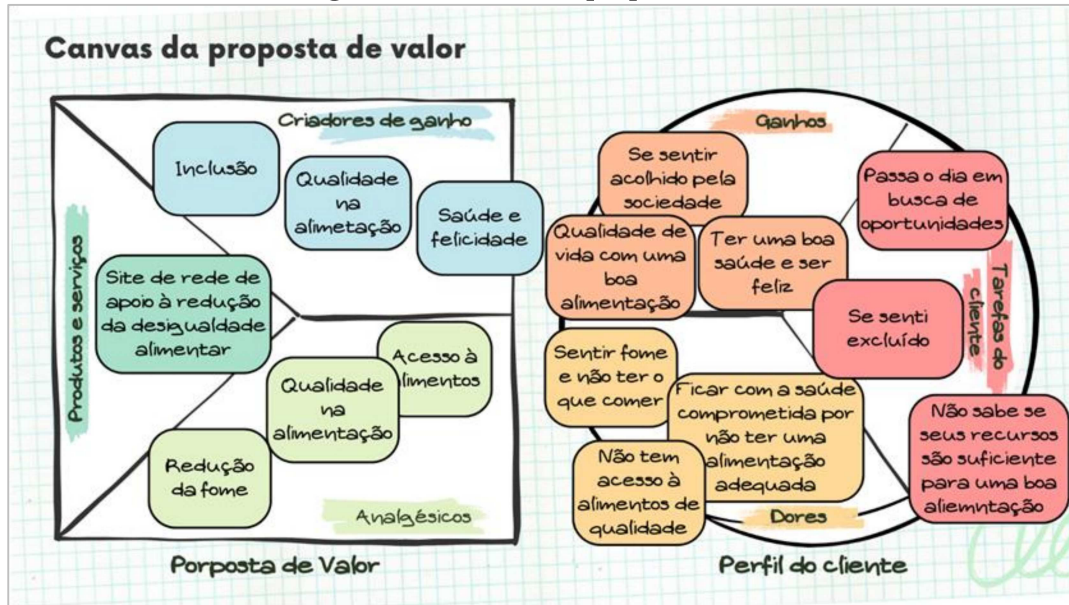 Canvas da proposta de valor
Criadores de ganho
Inclusão
Qualidade
na
alimetação
Saúde e
felicidade
Produtos e serviços
Site de rede de
apoio à redução
da desigualdade
alimentar
Acesso à
alimentos
Qualidade
na
alimentação
Redução
da fome
Analgésicos
Porposta de Valor
Ganhos
Se sentir
acolhido pela
sociedade
Qualidade de
vida com uma
boa
alimentação
Ter uma boa
saúde e ser
feliz
Passa o dia em
busca de
oportunidades
Tarefas do
cliente
Se senti
excluído
Não sabe se
seus recursos
são suficiente
para uma boa
aliemntação
Sentir fome
e não ter o
que comer
Ficar com a saúde
comprometida por
não ter uma
alimentação
adequada
Não tem
acesso à
alimentos de
qualidade
Dores
Perfil do cliente